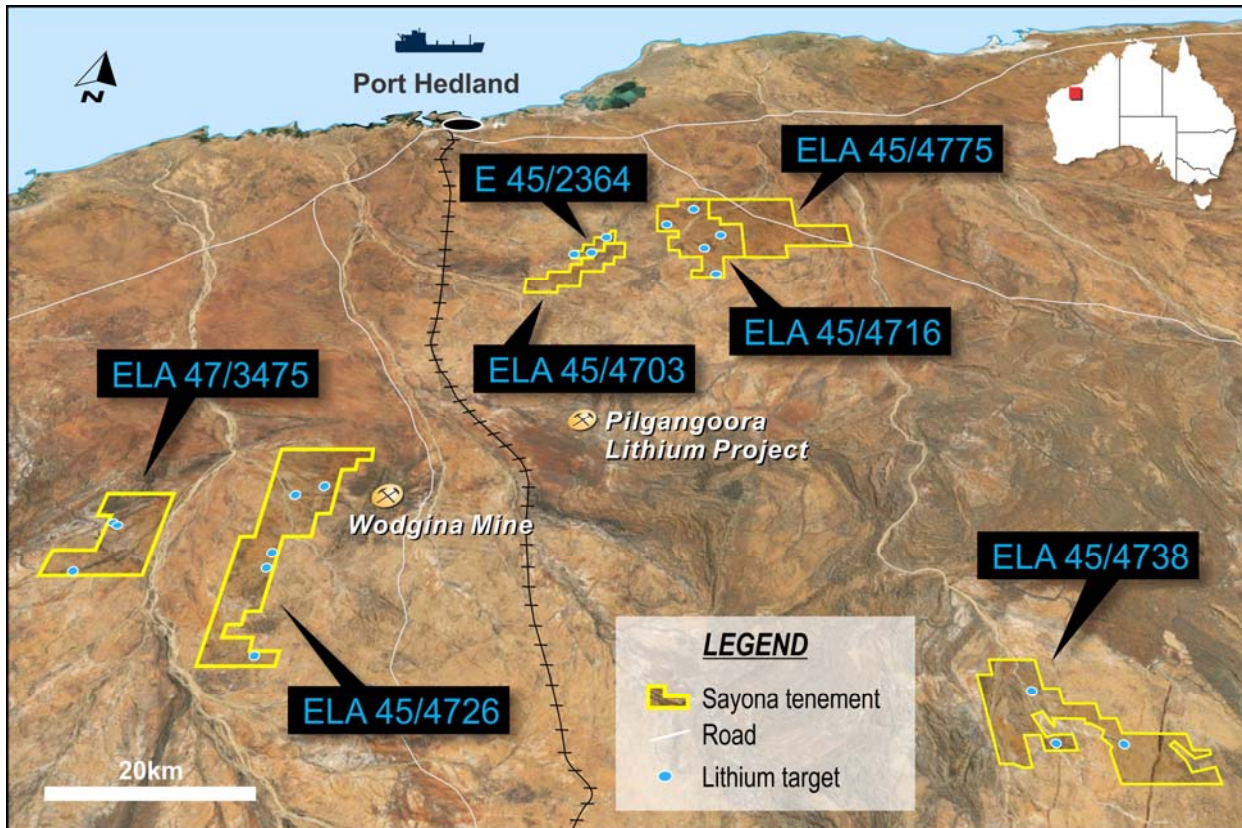 N
Port Hedland
ELA 45/4775
E 45/2364
ELA 45/4716
ELA 45/4703
ELA 47/3475
Pilgangoora
Lithium Project
Wodgina Mine
ELA 45/4738
ELA 45/4726
LEGEND
Sayona tenement
Road
Lithium target
20km